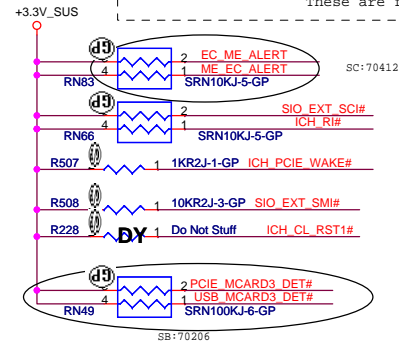 These are f
+3.3V_SUS
3 2 EC_ME_ALERT
4 1 ME_EC_ALERT
RN83 SRN10KJ-5-GP
SC:70412
3 2 SIO_EXT_SCI#
4 1 ICH_RI#
RN66 SRN10KJ-5-GP
R507 1 1KR2J-1-GP ICH_PCIE_WAKE#
R508 1 10KR2J-3-GP SIO_EXT_SMI#
R228 DY 1 Do Not Stuff ICH_CL_RST1#
2 PCIE_MCARD3_DET#
4 1 USB_MCARD3_DET#
RN49 SRN100KJ-6-GP
SB:70206